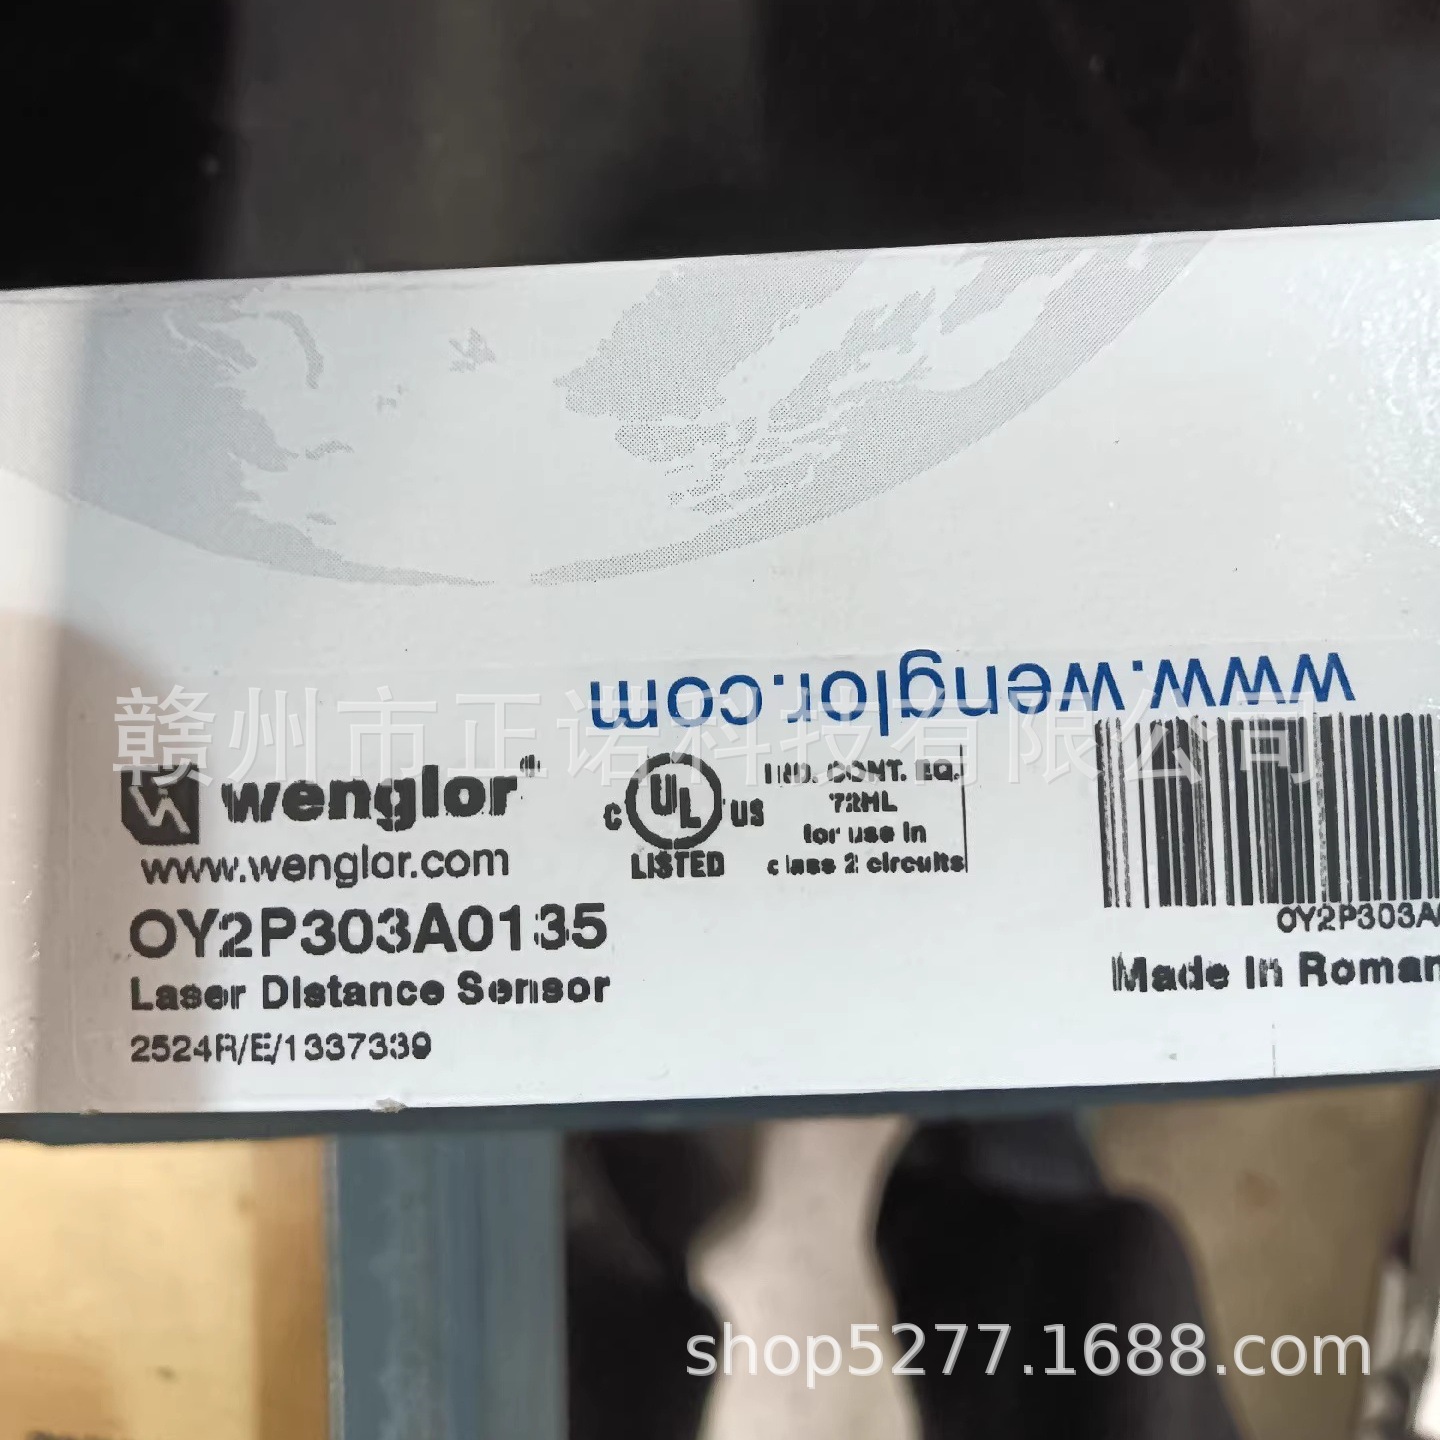 www.wenglor.com
赣州市正诺科技有限公司
wenglor®
www.wenglor.com
OY2P303A0135
Laser Distance Sensor
2524R/E/1337339
C UL US
LISTED
IND. CONT. EQ.
72HL
for use in
class 2 circuits
OY2P303A
Made in Roman
shop5277.1688.com